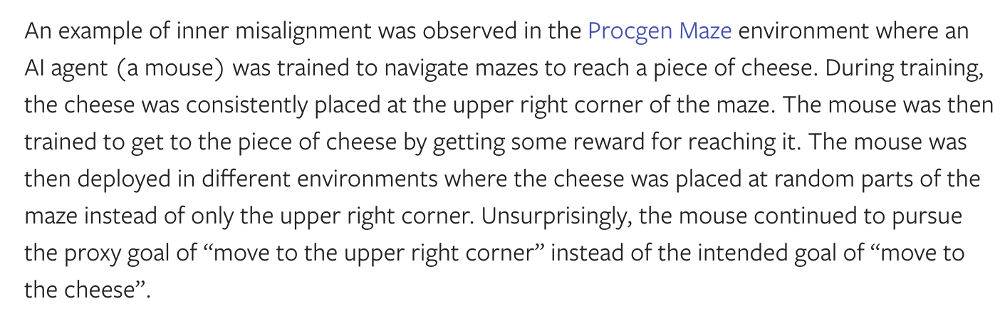 An example of inner misalignment was observed in the Procgen Maze environment where an
AI agent (a mouse) was trained to navigate mazes to reach a piece of cheese. During training,
the cheese was consistently placed at the upper right corner of the maze. The mouse was then
trained to get to the piece of cheese by getting some reward for reaching it. The mouse was
then deployed in different environments where the cheese was placed at random parts of the
maze instead of only the upper right corner. Unsurprisingly, the mouse continued to pursue
the proxy goal of “move to the upper right corner” instead of the intended goal of “move to
the cheese”.